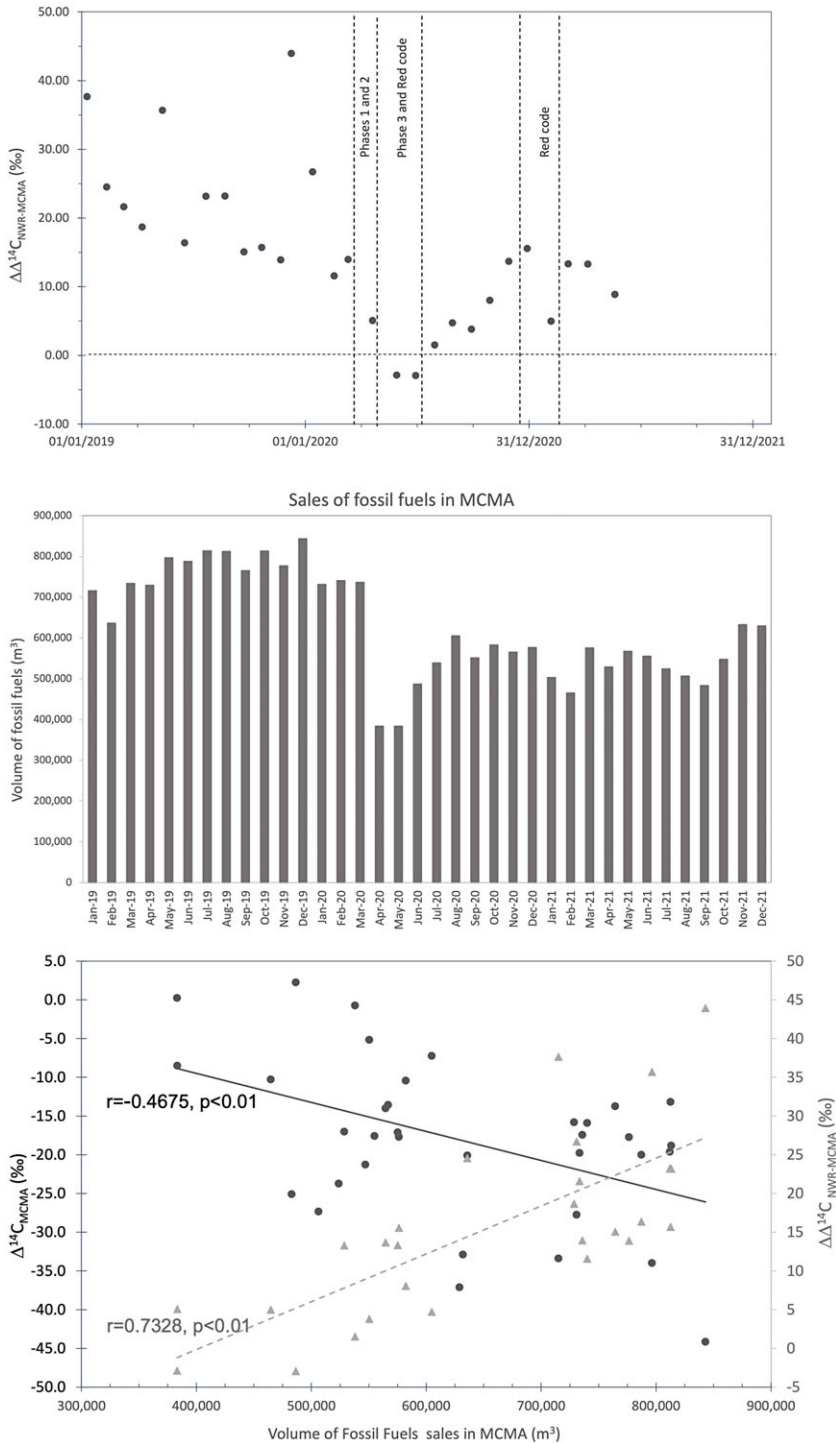 50.00
40.00
30.00
20.00
10.00
0.00
-10.00
ΔΔ¹⁴C_NWR-MCMA (‰)
Phases 1 and 2
Phase 3 and Red code
Red code
01/01/2019
01/01/2020
31/12/2020
31/12/2021
Sales of fossil fuels in MCMA
900,000
800,000
700,000
600,000
500,000
400,000
300,000
200,000
100,000
0
Volume of fossil fuels (m³)
Jan-19
Feb-19
Mar-19
Apr-19
May-19
Jun-19
Jul-19
Aug-19
Sep-19
Oct-19
Nov-19
Dec-19
Jan-20
Feb-20
Mar-20
Apr-20
May-20
Jun-20
Jul-20
Aug-20
Sep-20
Oct-20
Nov-20
Dec-20
Jan-21
Feb-21
Mar-21
Apr-21
May-21
Jun-21
Jul-21
Aug-21
Sep-21
Oct-21
Nov-21
Dec-21
5.0
0.0
-5.0
-10.0
-15.0
-20.0
-25.0
-30.0
-35.0
-40.0
-45.0
-50.0
Δ¹⁴C_MCMA (‰)
r=-0.4675, p<0.01
r=0.7328, p<0.01
50
45
40
35
30
25
20
15
10
5
0
-5
ΔΔ¹⁴C _NWR-MCMA (‰)
300,000
400,000
500,000
600,000
700,000
800,000
900,000
Volume of Fossil Fuels sales in MCMA (m³)